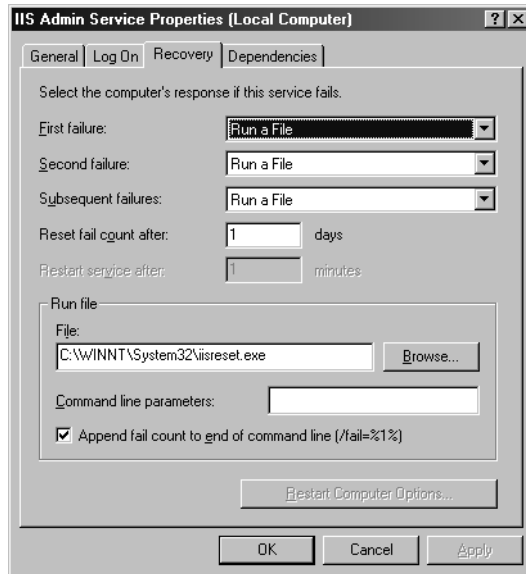 IIS Admin Service Properties (Local Computer)
General Log On Recovery Dependencies
Select the computer's response if this service fails.
First failure: Run a File
Second failure: Run a File
Subsequent failures: Run a File
Reset fail count after: 1 days
Restart service after: 1 minutes
Run file
File:
C:\WINNT\System32\iisreset.exe Browse...
Command line parameters:
Append fail count to end of command line (/fail=%1%)
Restart Computer Options...
OK Cancel Apply